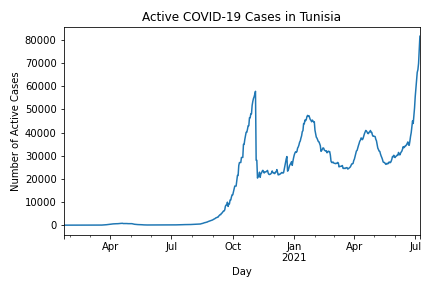 Active COVID-19 Cases in Tunisia
80000
70000
60000
50000
40000
30000
20000
10000
0
Number of Active Cases
Apr Jul Oct Jan Apr Jul
2021
Day